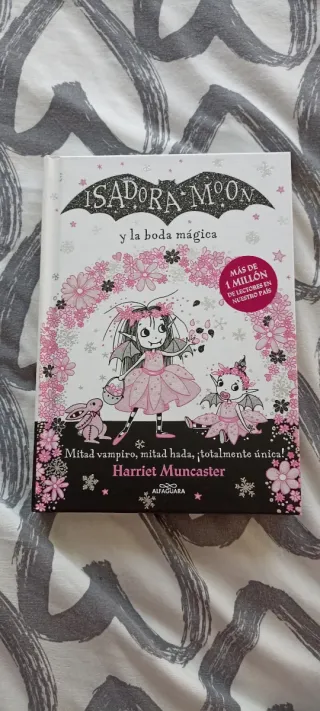 ISADORA MOON
y la boda mágica
MÁS DE
1 MILLÓN
DE LECTORES EN
NUESTRO PAÍS
Mitad vampiro, mitad hada, ¡totalmente única!
Harriet Muncaster
ALFAGUARA